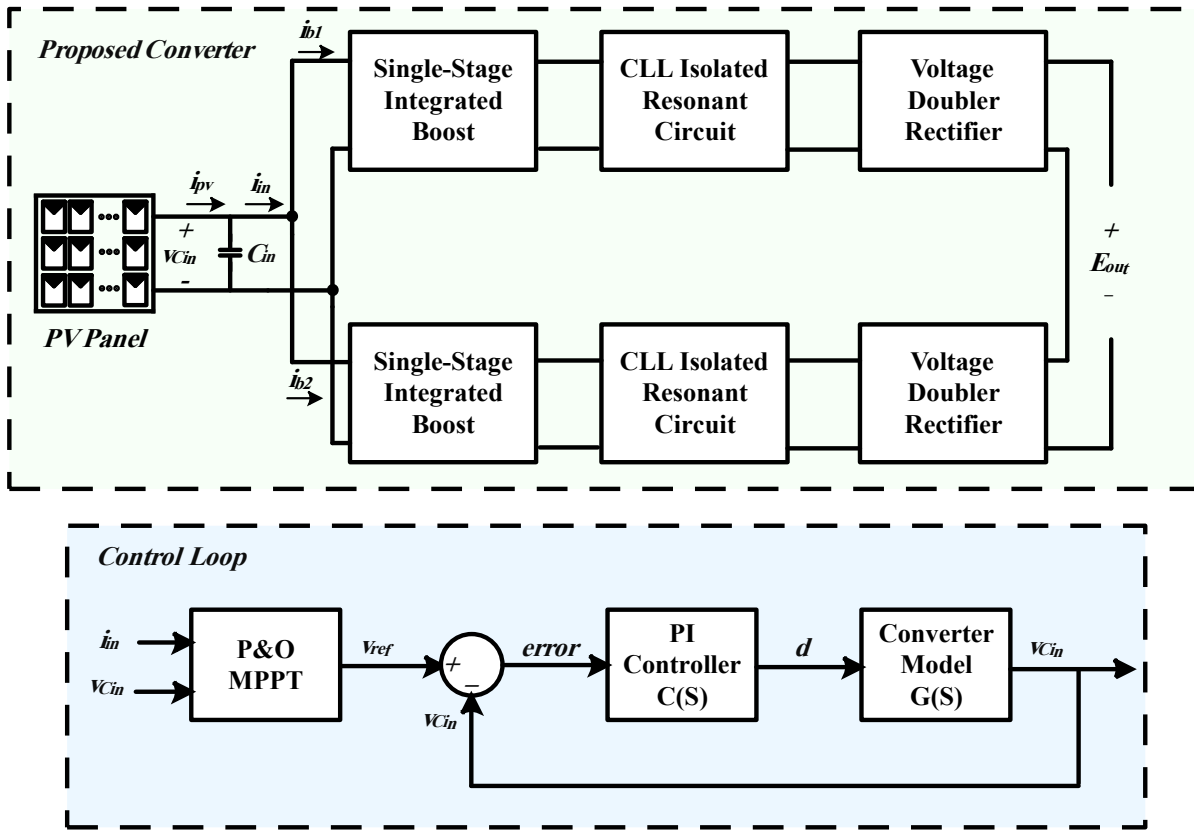 Proposed Converter
ib1
Single-Stage
Integrated
Boost
CLL Isolated
Resonant
Circuit
Voltage
Doubler
Rectifier
ipv
iin
+
vCin
-
Cin
PV Panel
+
Eout
-
ib2
Single-Stage
Integrated
Boost
CLL Isolated
Resonant
Circuit
Voltage
Doubler
Rectifier
Control Loop
iin
vCin
P&O
MPPT
vref
+
−
vCin
error
PI
Controller
C(S)
d
Converter
Model
G(S)
vCin